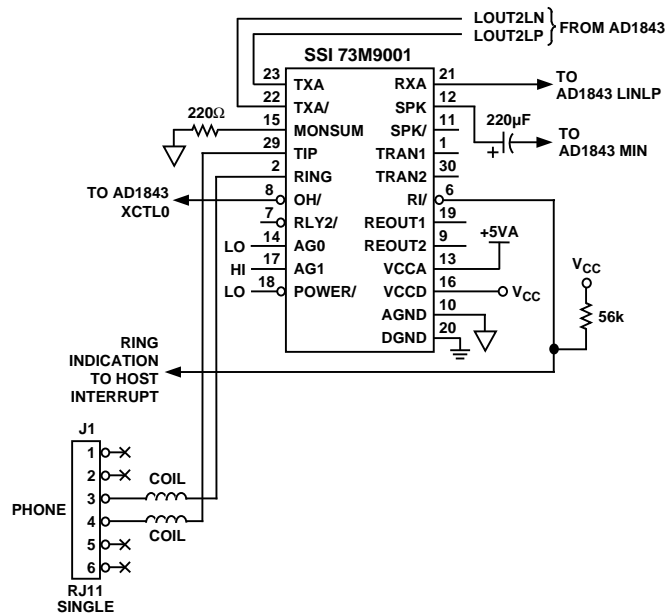 LOUT2LN
LOUT2LP
FROM AD1843
SSI 73M9001
23 TXA RXA 21
TO AD1843 LINLP
22 TXA/ SPK 12
220Ω
15 MONSUM SPK/ 11
220µF
+
TO AD1843 MIN
29 TIP TRAN1 1
2 RING TRAN2 30
TO AD1843 XCTL0
8 OH/ RI/ 6
7 RLY2/ REOUT1 19
LO 14 AG0 REOUT2 9
+5VA
HI 17 AG1 VCCA 13
LO 18 POWER/ VCCD 16
VCC
AGND 10
DGND 20
VCC
56k
RING
INDICATION
TO HOST
INTERRUPT
J1
1
2
3 COIL
PHONE
4 COIL
5
6
RJ11
SINGLE